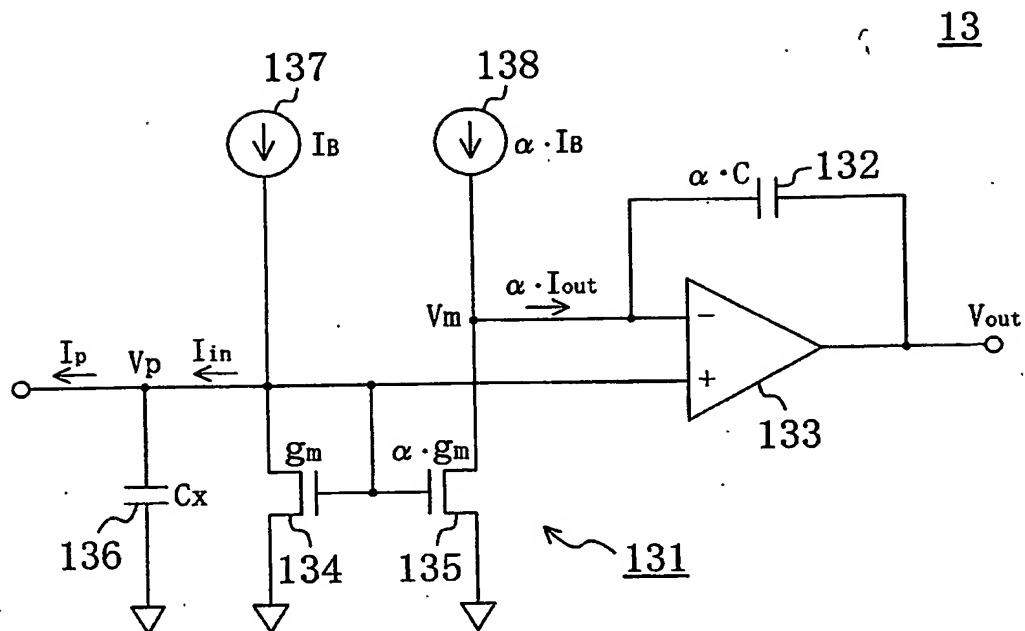 13
137
138
IB
α·IB
α·C
132
α·Iout
Vm
−
Vout
Ip
Vp
Iin
+
133
gm
α·gm
Cx
136
134
135
131